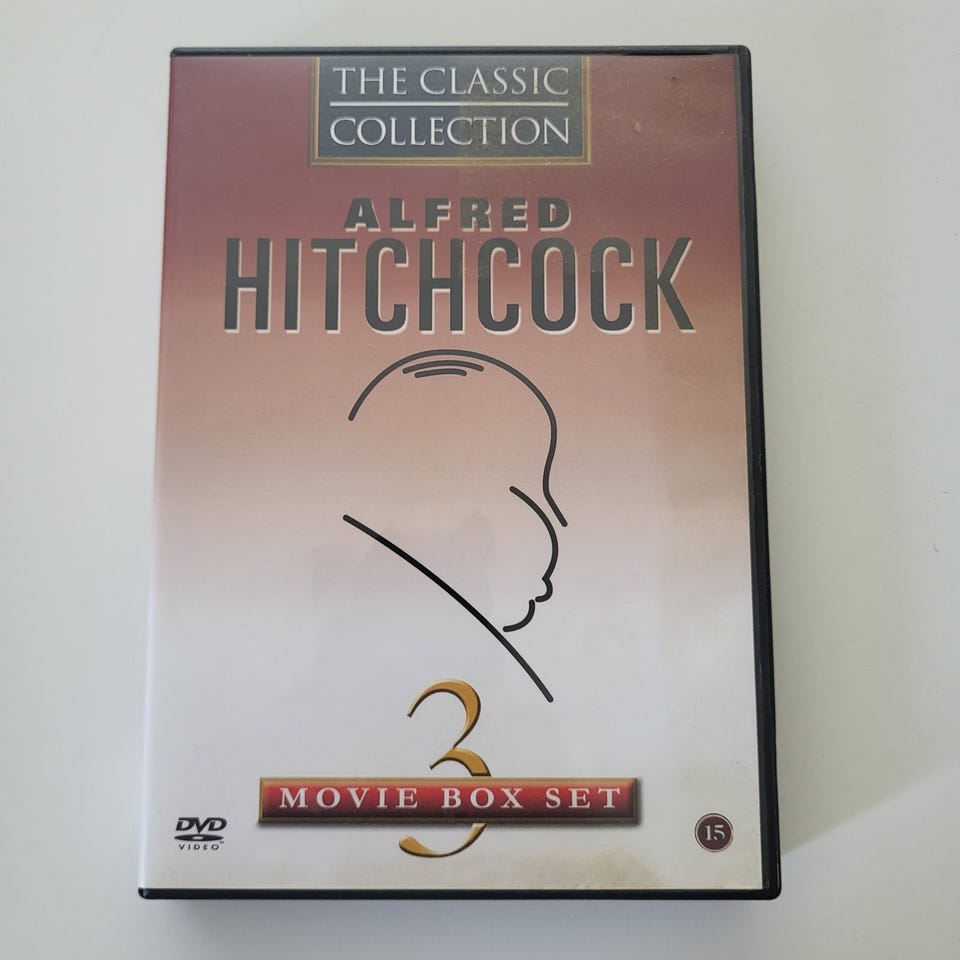 THE CLASSIC
COLLECTION
ALFRED
HITCHCOCK
3
MOVIE BOX SET
DVD
VIDEO
15